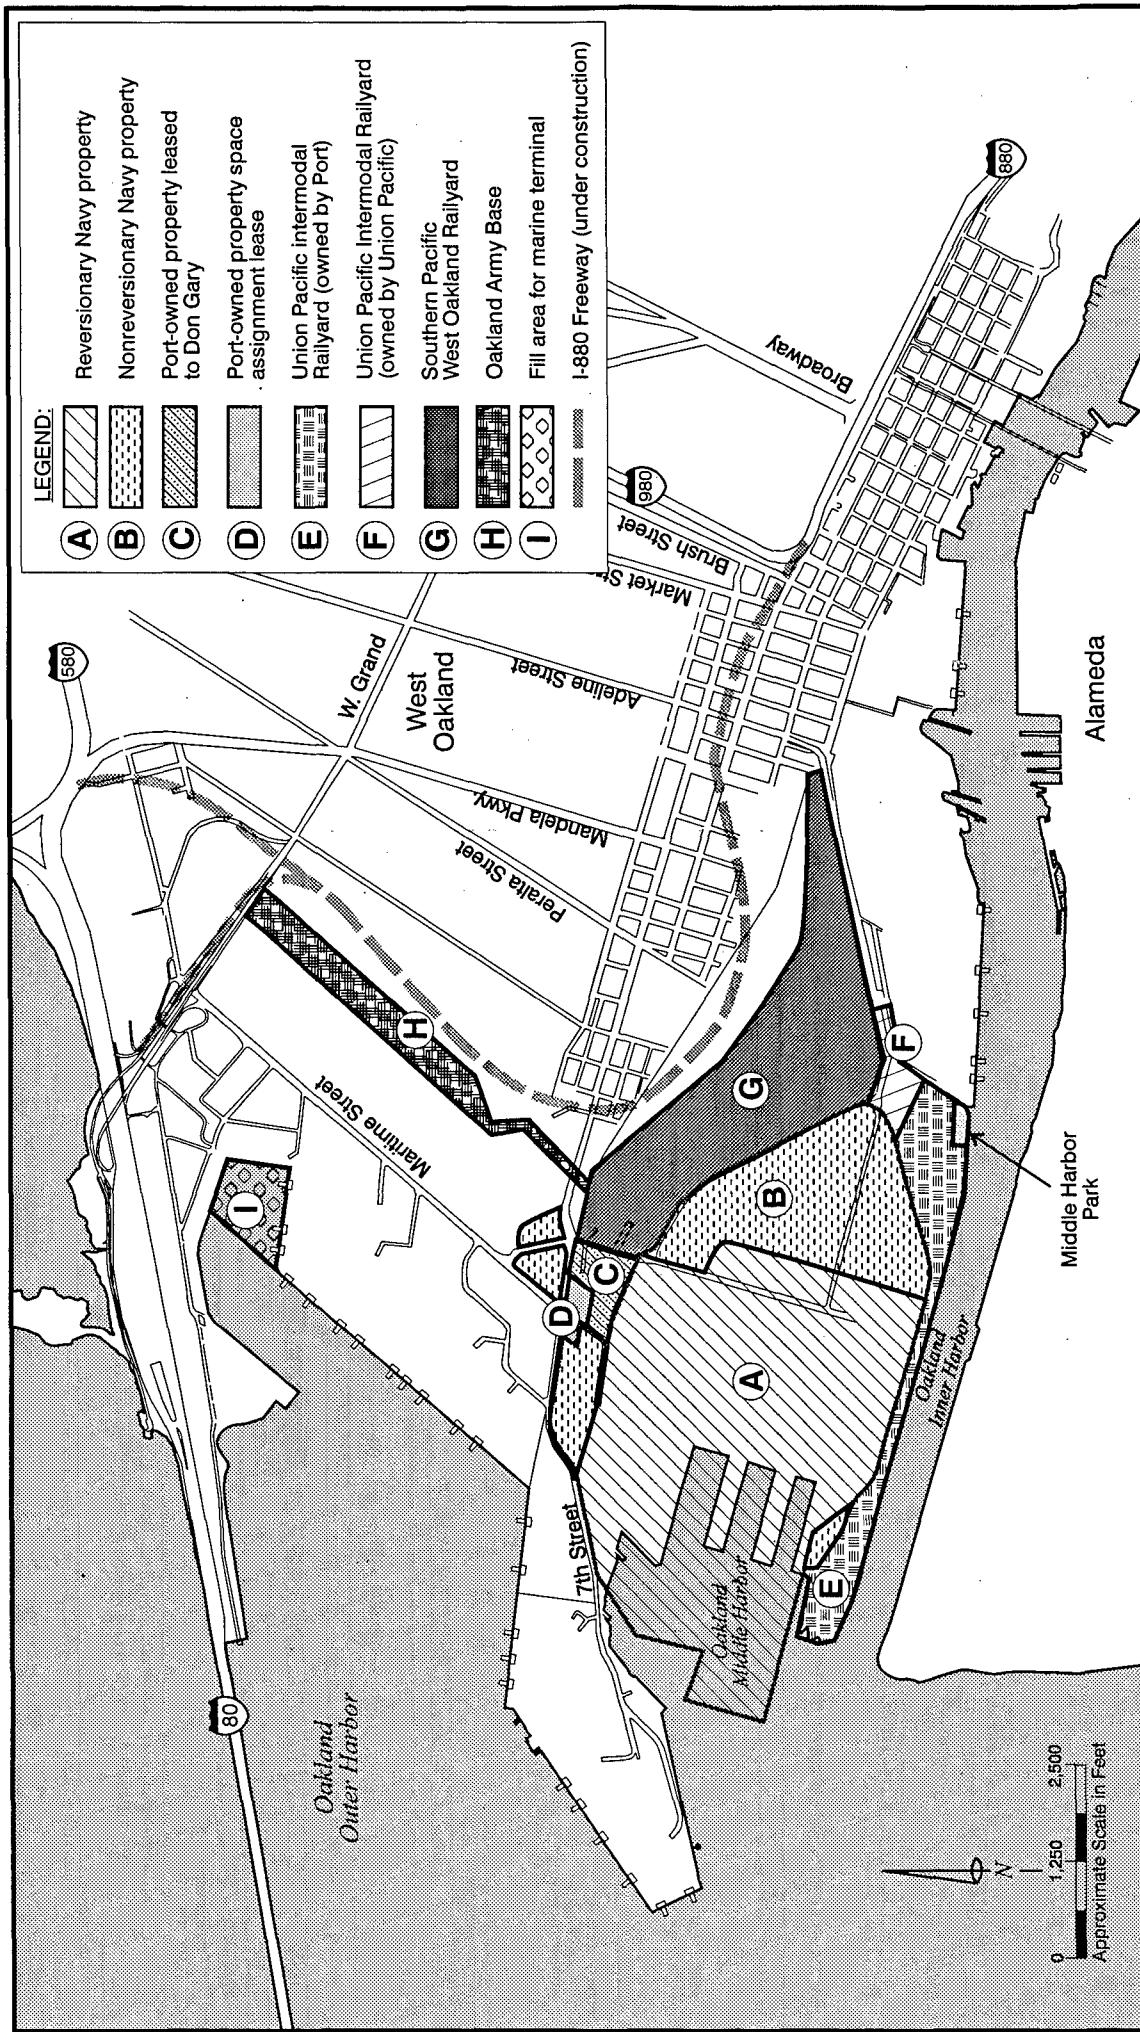 LEGEND:
A Reversionary Navy property
B Nonreversionary Navy property
C Port-owned property leased
to Don Gary
D Port-owned property space
assignment lease
E Union Pacific intermodal
Railyard (owned by Port)
F Union Pacific Intermodal Railyard
(owned by Union Pacific)
G Southern Pacific
West Oakland Railyard
H Oakland Army Base
I Fill area for marine terminal
I-880 Freeway (under construction)
580
80
980
880
W. Grand
West
Oakland
Adeline Street
Market Str
Brush Street
Broadway
Mandela Pkwy.
Peralta Street
Maritime Street
7th Street
Oakland
Outer Harbor
Oakland
Middle Harbor
Oakland
Inner Harbor
Middle Harbor
Park
Alameda
A
B
C
D
E
F
G
H
I
N
0 1,250 2,500
Approximate Scale in Feet